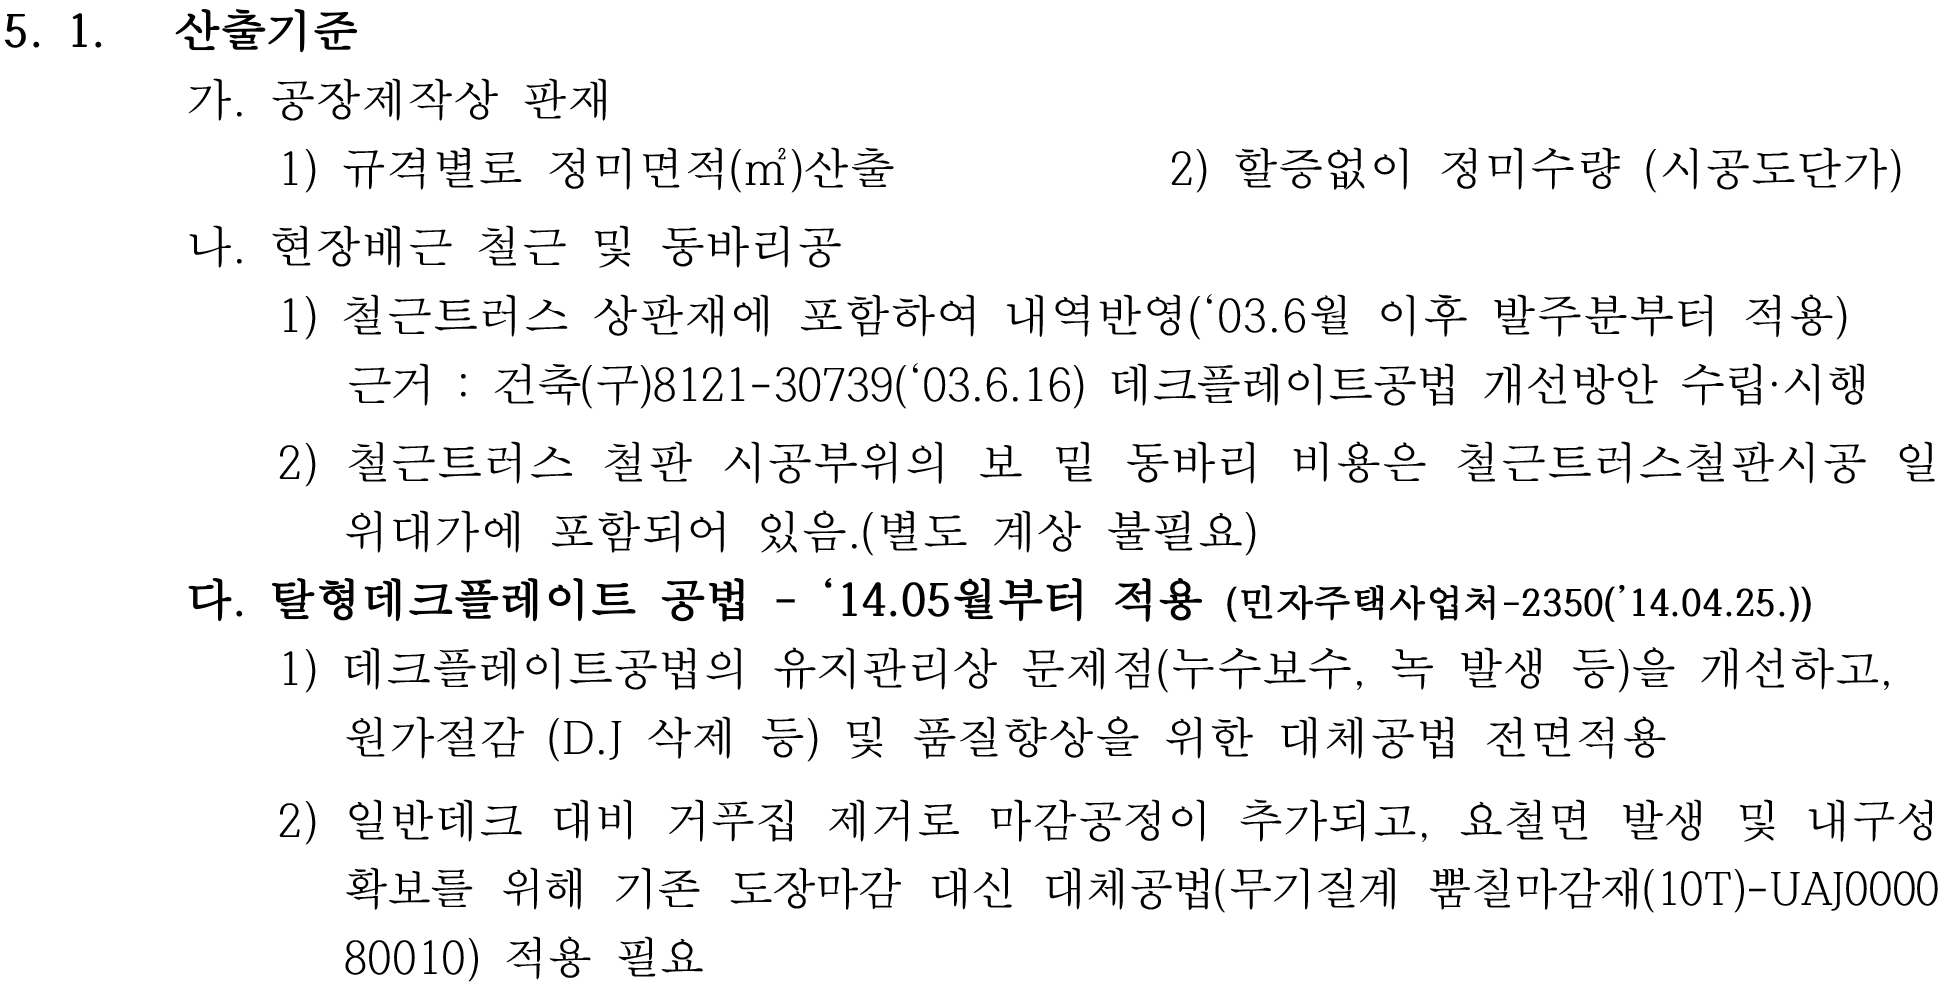 5. 1. 산출기준
가. 공장제작상 판재
1) 규격별로 정미면적(㎡)산출 2) 할증없이 정미수량 (시공도단가)
나. 현장배근 철근 및 동바리공
1) 철근트러스 상판재에 포함하여 내역반영(‘03.6월 이후 발주분부터 적용)
근거 : 건축(구)8121-30739(‘03.6.16) 데크플레이트공법 개선방안 수립·시행
2) 철근트러스 철판 시공부위의 보 밑 동바리 비용은 철근트러스철판시공 일
위대가에 포함되어 있음.(별도 계상 불필요)
다. 탈형데크플레이트 공법 - ‘14.05월부터 적용 (민자주택사업처-2350(’14.04.25.))
1) 데크플레이트공법의 유지관리상 문제점(누수보수, 녹 발생 등)을 개선하고,
원가절감 (D.J 삭제 등) 및 품질향상을 위한 대체공법 전면적용
2) 일반데크 대비 거푸집 제거로 마감공정이 추가되고, 요철면 발생 및 내구성
확보를 위해 기존 도장마감 대신 대체공법(무기질계 뿜칠마감재(10T)-UAJ0000
80010) 적용 필요